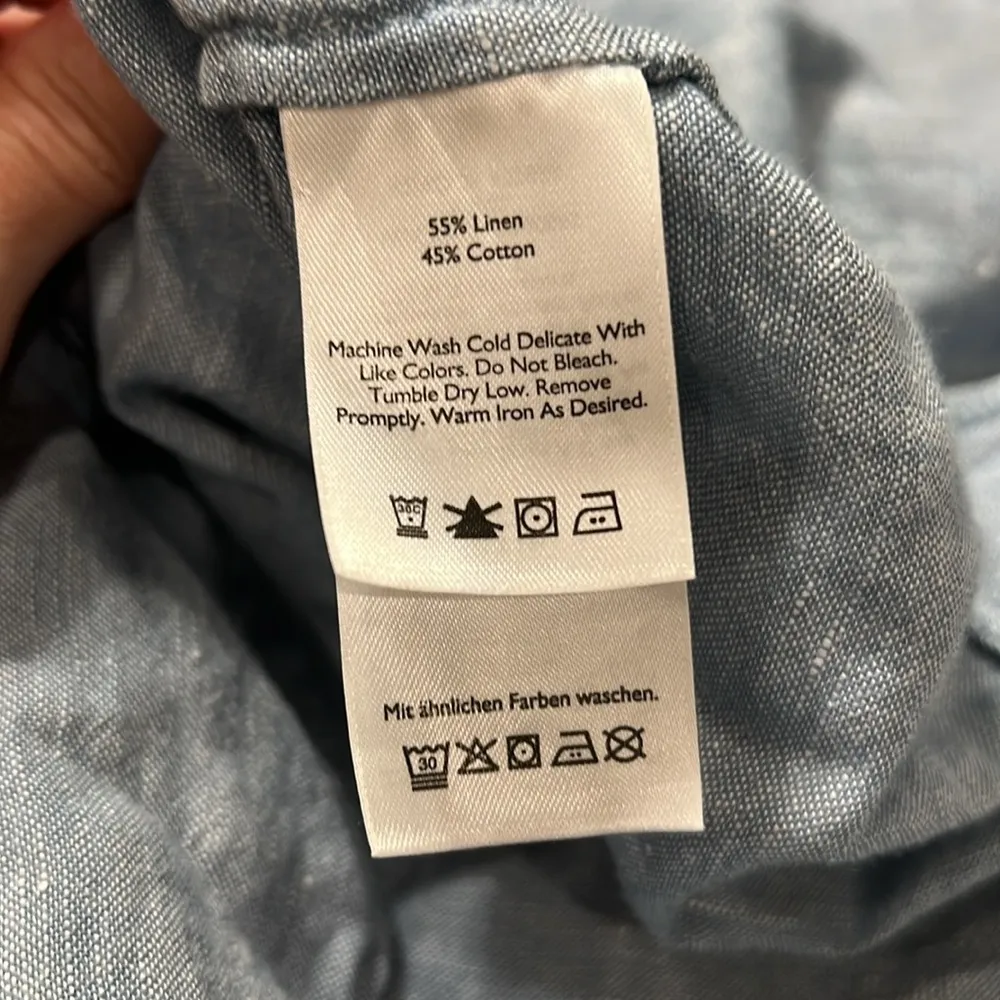 55% Linen
45% Cotton
Machine Wash Cold Delicate With
Like Colors. Do Not Bleach.
Tumble Dry Low. Remove
Promptly. Warm Iron As Desired.
30C
Mit ähnlichen Farben waschen.
30